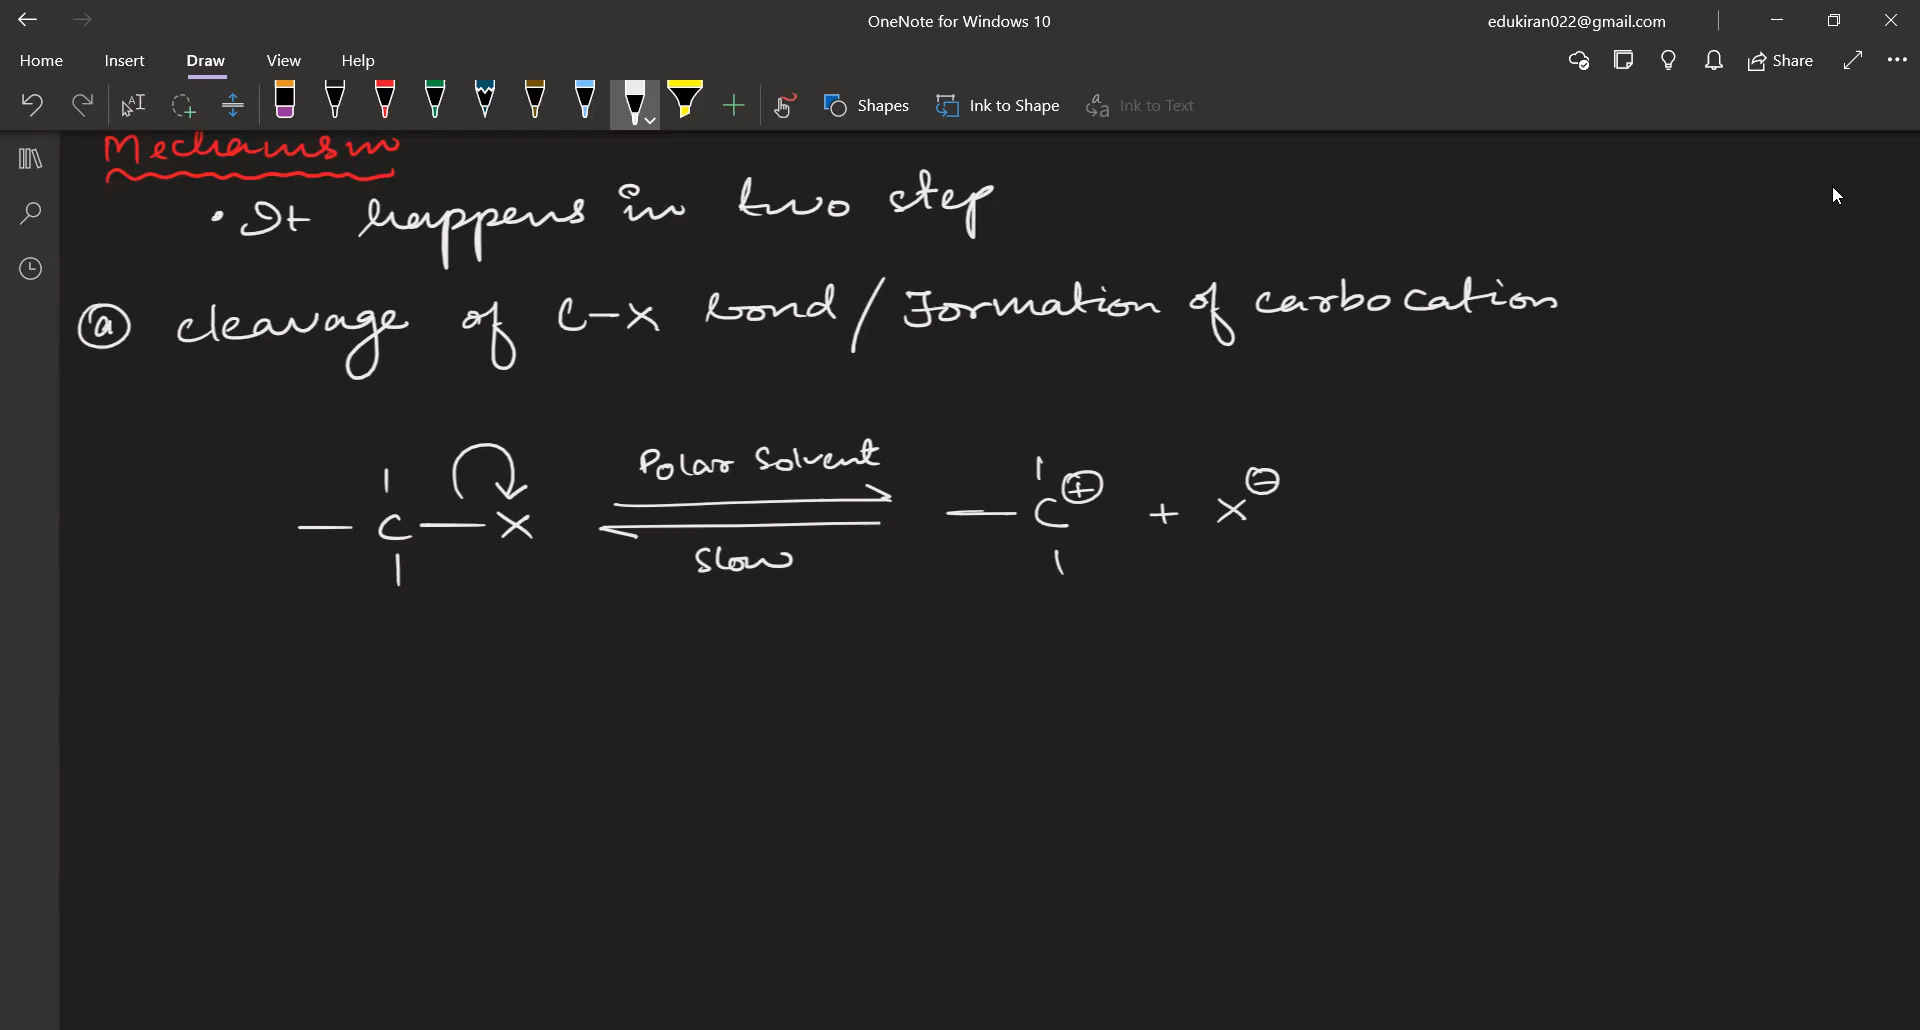 OneNote for Windows 10
edukiran022@gmail.com
Home Insert Draw View Help
Share
Shapes Ink to Shape Ink to Text
Mechanism
• It happens in two step
ⓐ cleavage of C-X bond / Formation of carbocation
Polar Solvent
— C — X ⇌ — C⊕ + X⊖
Slow